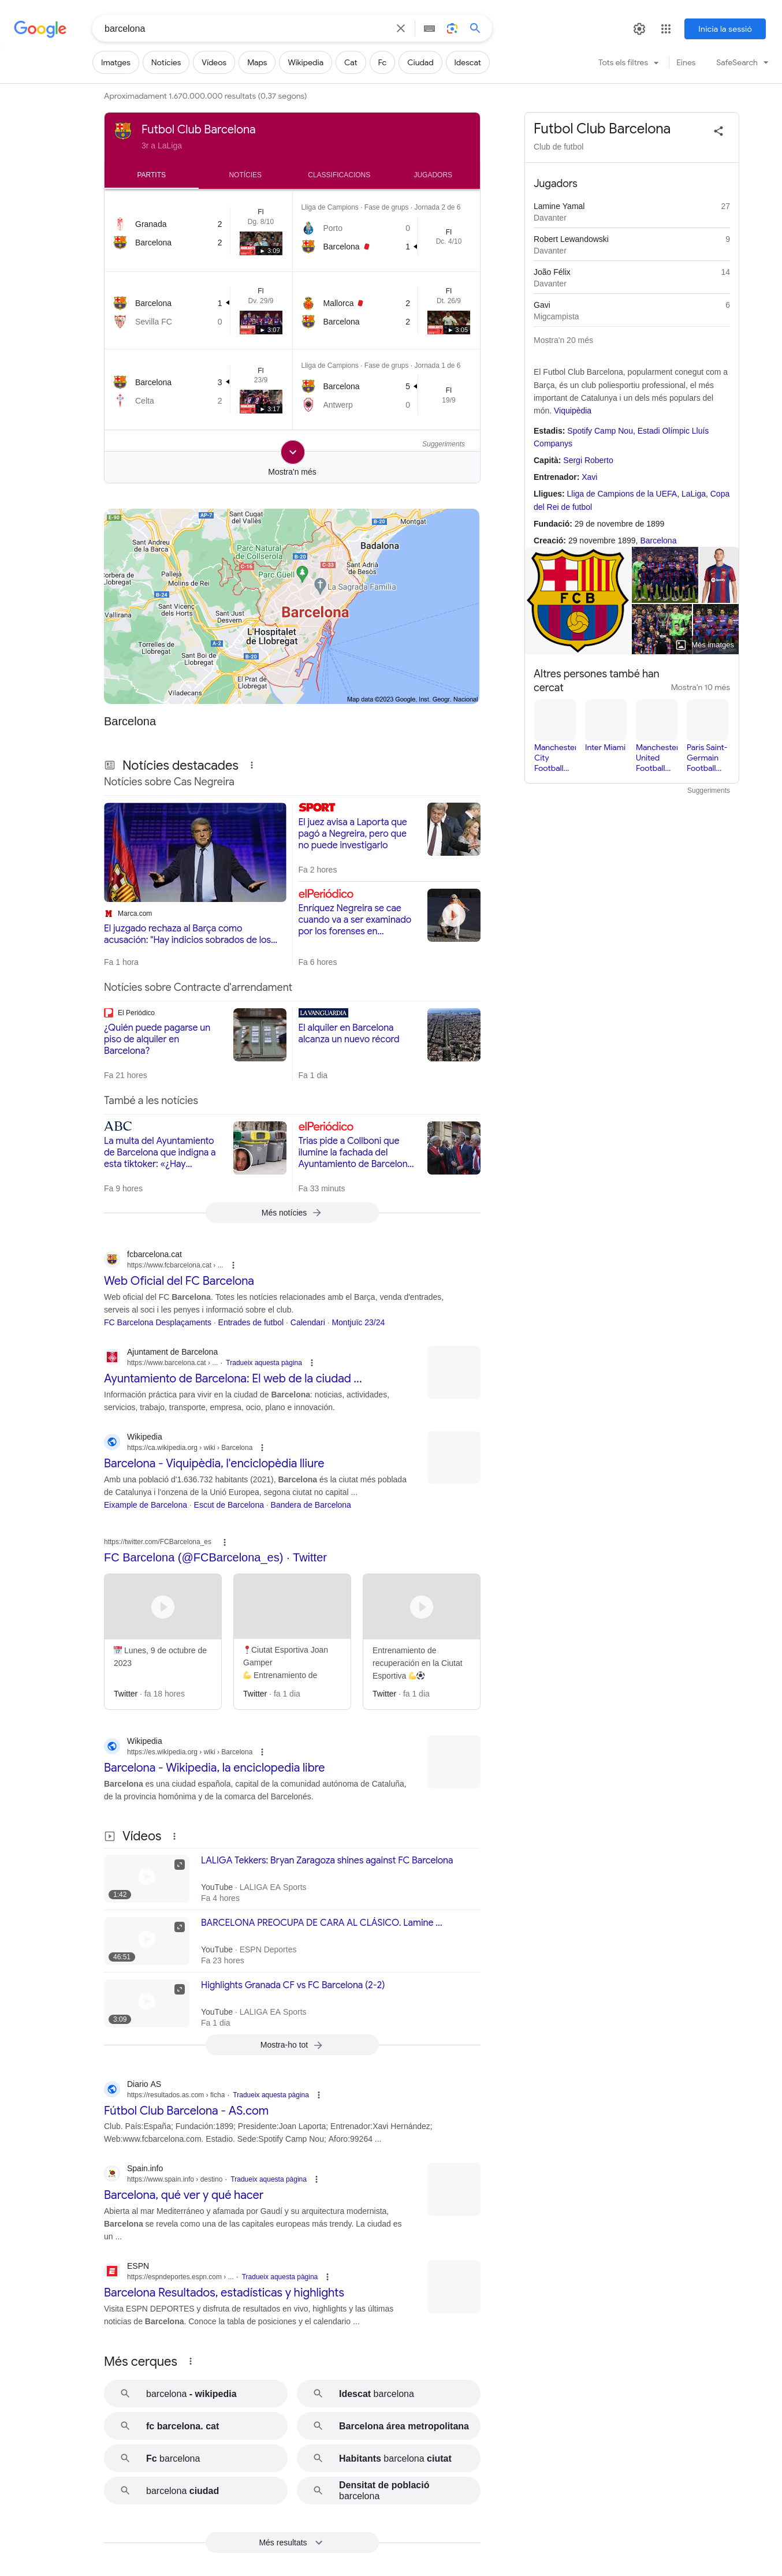 Google
barcelona
Inicia la sessió
Imatges
Notícies
Vídeos
Maps
Wikipedia
Cat
Fc
Ciudad
Idescat
Tots els filtres
Eines
SafeSearch
Aproximadament 1.670.000.000 resultats (0,37 segons)
Futbol Club Barcelona
3r a LaLiga
PARTITS
NOTÍCIES
CLASSIFICACIONS
JUGADORS
Granada 2
Barcelona 2
FI
Dg. 8/10
3:09
Lliga de Campions · Fase de grups · Jornada 2 de 6
Porto 0
Barcelona 1
FI
Dc. 4/10
Barcelona 1
Sevilla FC 0
FI
Dv. 29/9
3:07
Mallorca 2
Barcelona 2
FI
Dt. 26/9
3:05
Barcelona 3
Celta 2
FI
23/9
3:17
Lliga de Campions · Fase de grups · Jornada 1 de 6
Barcelona 5
Antwerp 0
FI
19/9
Suggeriments
Mostra'n més
E-90
Sant Cugat
del Vallès
AP-7
Montcada
i Reixac
B-20
Montgat
Sant Andreu
de la Barca
Parc Natural
de Collserola
C-33
Badalona
orbera de
Llobregat
Parc Güell
C-32
Sant Adrià
de Besòs
Molins de Rei
La Sagrada Família
B-24
Sant Vicenç
dels Horts
Barcelona
Vallirana
Torrelles de
Llobregat
L'Hospitalet
de Llobregat
A-2
Sant Boi de
Llobregat
El Prat de
Llobregat
Viladecans
Map data ©2023 Google, Inst. Geogr. Nacional
Barcelona
Notícies destacades
Notícies sobre Cas Negreira
Marca.com
El juzgado rechaza al Barça como
acusación: "Hay indicios sobrados de los...
Fa 1 hora
SPORT
El juez avisa a Laporta que
pagó a Negreira, pero que
no puede investigarlo
Fa 2 hores
elPeriódico
Enríquez Negreira se cae
cuando va a ser examinado
por los forenses en...
Fa 6 hores
Notícies sobre Contracte d'arrendament
El Periódico
¿Quién puede pagarse un
piso de alquiler en
Barcelona?
Fa 21 hores
LA VANGUARDIA
El alquiler en Barcelona
alcanza un nuevo récord
Fa 1 dia
També a les notícies
ABC
La multa del Ayuntamiento
de Barcelona que indigna a
esta tiktoker: «¿Hay...
Fa 9 hores
elPeriódico
Trias pide a Collboni que
ilumine la fachada del
Ayuntamiento de Barcelon...
Fa 33 minuts
Més notícies
fcbarcelona.cat
https://www.fcbarcelona.cat › ...
Web Oficial del FC Barcelona
Web oficial del FC Barcelona. Totes les notícies relacionades amb el Barça, venda d'entrades,
serveis al soci i les penyes i informació sobre el club.
FC Barcelona Desplaçaments · Entrades de futbol · Calendari · Montjuïc 23/24
Ajuntament de Barcelona
https://www.barcelona.cat › ... · Tradueix aquesta pàgina
Ayuntamiento de Barcelona: El web de la ciudad ...
Información práctica para vivir en la ciudad de Barcelona: noticias, actividades,
servicios, trabajo, transporte, empresa, ocio, plano e innovación.
Wikipedia
https://ca.wikipedia.org › wiki › Barcelona
Barcelona - Viquipèdia, l'enciclopèdia lliure
Amb una població d'1.636.732 habitants (2021), Barcelona és la ciutat més poblada
de Catalunya i l'onzena de la Unió Europea, segona ciutat no capital ...
Eixample de Barcelona · Escut de Barcelona · Bandera de Barcelona
https://twitter.com/FCBarcelona_es
FC Barcelona (@FCBarcelona_es) · Twitter
Lunes, 9 de octubre de
2023
Twitter · fa 18 hores
Ciutat Esportiva Joan
Gamper
Entrenamiento de
Twitter · fa 1 dia
Entrenamiento de
recuperación en la Ciutat
Esportiva
Twitter · fa 1 dia
Wikipedia
https://es.wikipedia.org › wiki › Barcelona
Barcelona - Wikipedia, la enciclopedia libre
Barcelona es una ciudad española, capital de la comunidad autónoma de Cataluña,
de la provincia homónima y de la comarca del Barcelonés.
Vídeos
1:42
LALIGA Tekkers: Bryan Zaragoza shines against FC Barcelona
YouTube · LALIGA EA Sports
Fa 4 hores
46:51
BARCELONA PREOCUPA DE CARA AL CLÁSICO. Lamine ...
YouTube · ESPN Deportes
Fa 23 hores
3:09
Highlights Granada CF vs FC Barcelona (2-2)
YouTube · LALIGA EA Sports
Fa 1 dia
Mostra-ho tot
Diario AS
https://resultados.as.com › ficha · Tradueix aquesta pàgina
Fútbol Club Barcelona - AS.com
Club. País:España; Fundación:1899; Presidente:Joan Laporta; Entrenador:Xavi Hernández;
Web:www.fcbarcelona.com. Estadio. Sede:Spotify Camp Nou; Aforo:99264 ...
Spain.info
https://www.spain.info › destino · Tradueix aquesta pàgina
Barcelona, qué ver y qué hacer
Abierta al mar Mediterráneo y afamada por Gaudí y su arquitectura modernista,
Barcelona se revela como una de las capitales europeas más trendy. La ciudad es
un ...
ESPN
https://espndeportes.espn.com › ... · Tradueix aquesta pàgina
Barcelona Resultados, estadísticas y highlights
Visita ESPN DEPORTES y disfruta de resultados en vivo, highlights y las últimas
noticias de Barcelona. Conoce la tabla de posiciones y el calendario ...
Més cerques
barcelona - wikipedia
Idescat barcelona
fc barcelona. cat
Barcelona área metropolitana
Fc barcelona
Habitants barcelona ciutat
barcelona ciudad
Densitat de població
barcelona
Més resultats
Futbol Club Barcelona
Club de futbol
Jugadors
Lamine Yamal 27
Davanter
Robert Lewandowski 9
Davanter
João Félix 14
Davanter
Gavi 6
Migcampista
Mostra'n 20 més
El Futbol Club Barcelona, popularment conegut com a
Barça, és un club poliesportiu professional, el més
important de Catalunya i un dels més populars del
món. Viquipèdia
Estadis: Spotify Camp Nou, Estadi Olímpic Lluís
Companys
Capità: Sergi Roberto
Entrenador: Xavi
Lligues: Lliga de Campions de la UEFA, LaLiga, Copa
del Rei de futbol
Fundació: 29 de novembre de 1899
Creació: 29 novembre 1899, Barcelona
FCB
Més imatges
Altres persones també han
cercat
Mostra'n 10 més
Manchester
City
Football...
Inter Miami
Manchester
United
Football...
Paris Saint-
Germain
Football...
Suggeriments